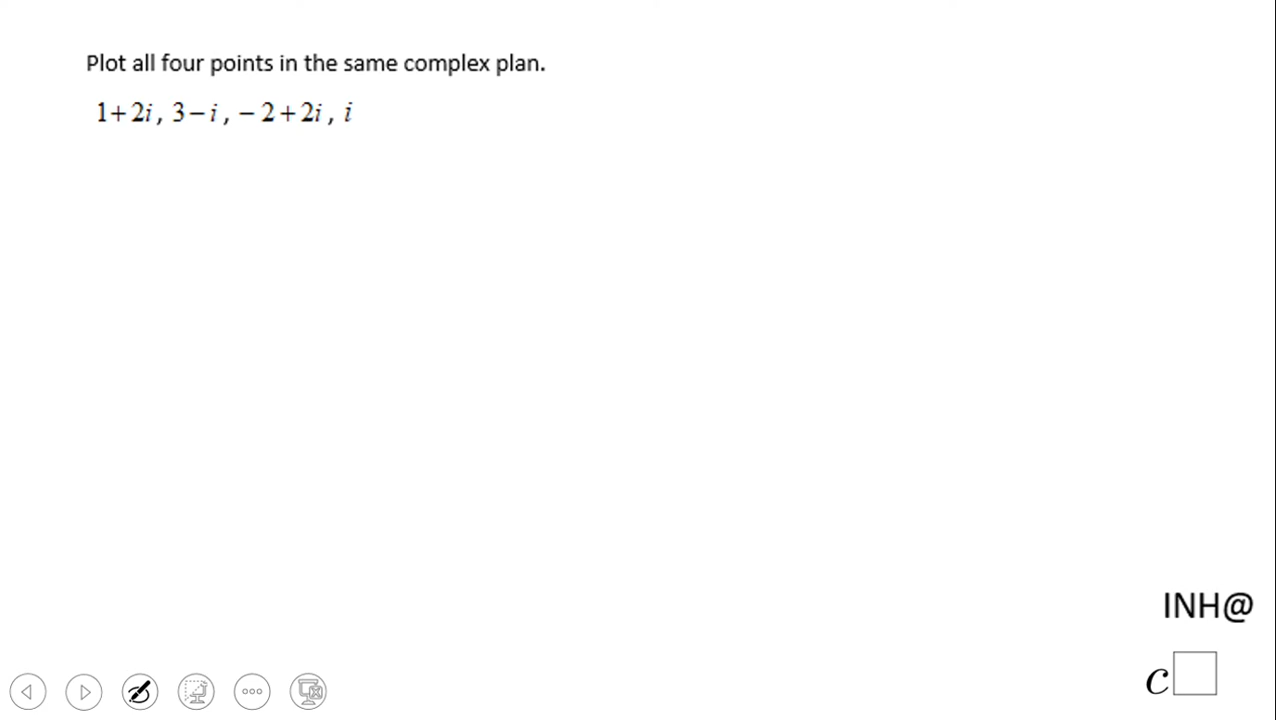 Plot all four points in the same complex plan.
1+2i, 3−i, −2+2i, i
INH@
c